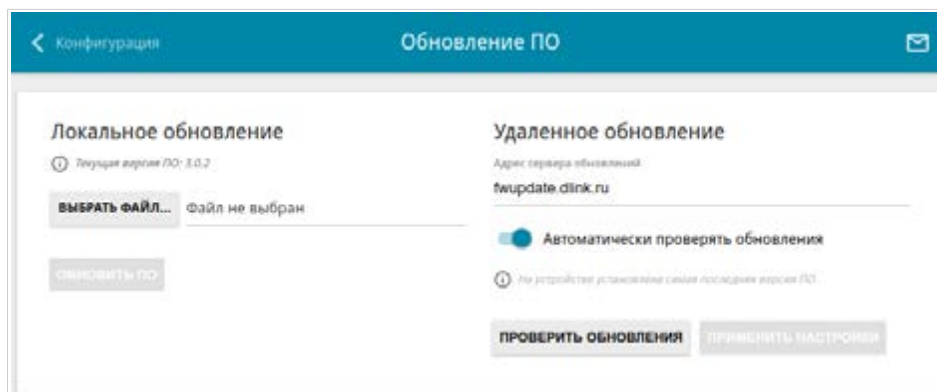 Конфигурация
Обновление ПО
Локальное обновление
Текущая версия ПО: 3.0.2
ВЫБРАТЬ ФАЙЛ... Файл не выбран
ОБНОВИТЬ ПО
Удаленное обновление
Адрес сервера обновлений
fwupdate.dlink.ru
Автоматически проверять обновления
На устройстве установлена самая последняя версия ПО.
ПРОВЕРИТЬ ОБНОВЛЕНИЯ ПРИМЕНИТЬ НАСТРОЙКИ